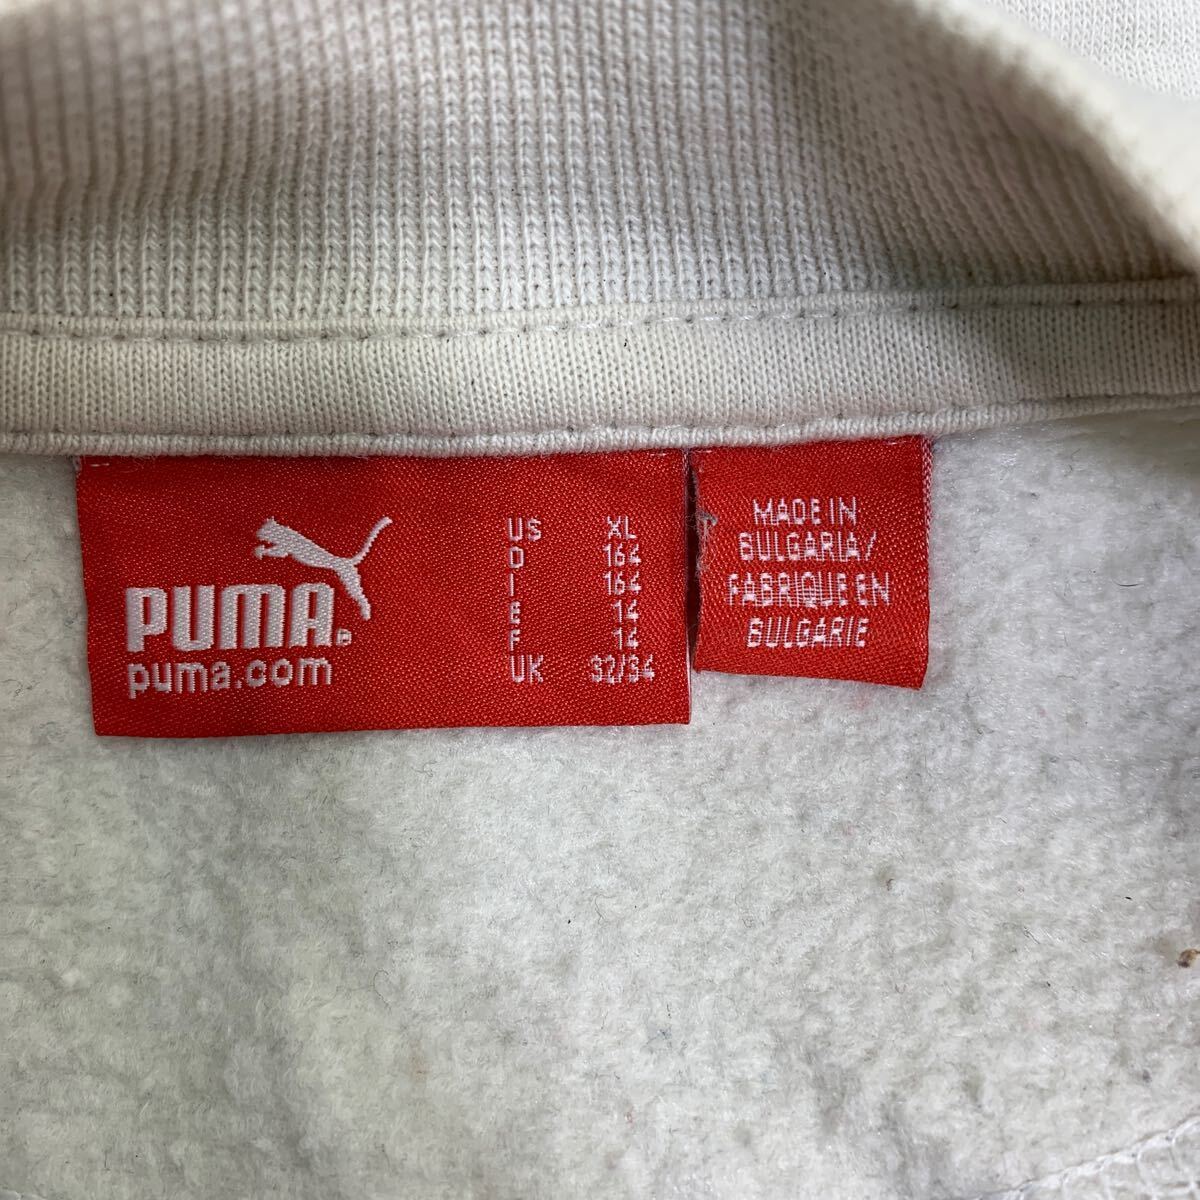 PUMA®
puma.com
US XL
D 164
I 164
E 14
F 14
UK 32/34
MADE IN
BULGARIA/
FABRIQUE EN
BULGARIE